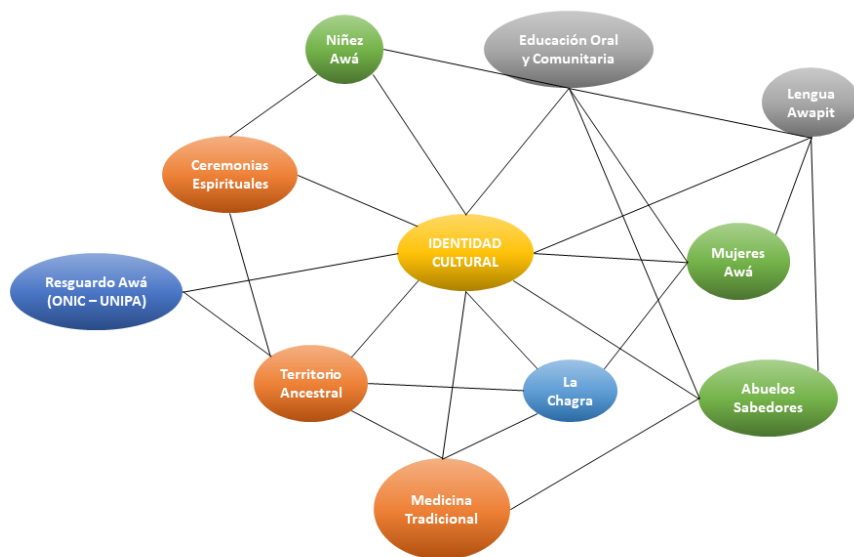 Niñez
Awá
Educación Oral
y Comunitaria
Lengua
Awapit
Ceremonias
Espirituales
IDENTIDAD
CULTURAL
Mujeres
Awá
Resguardo Awá
(ONIC – UNIPA)
Territorio
Ancestral
La
Chagra
Abuelos
Sabedores
Medicina
Tradicional